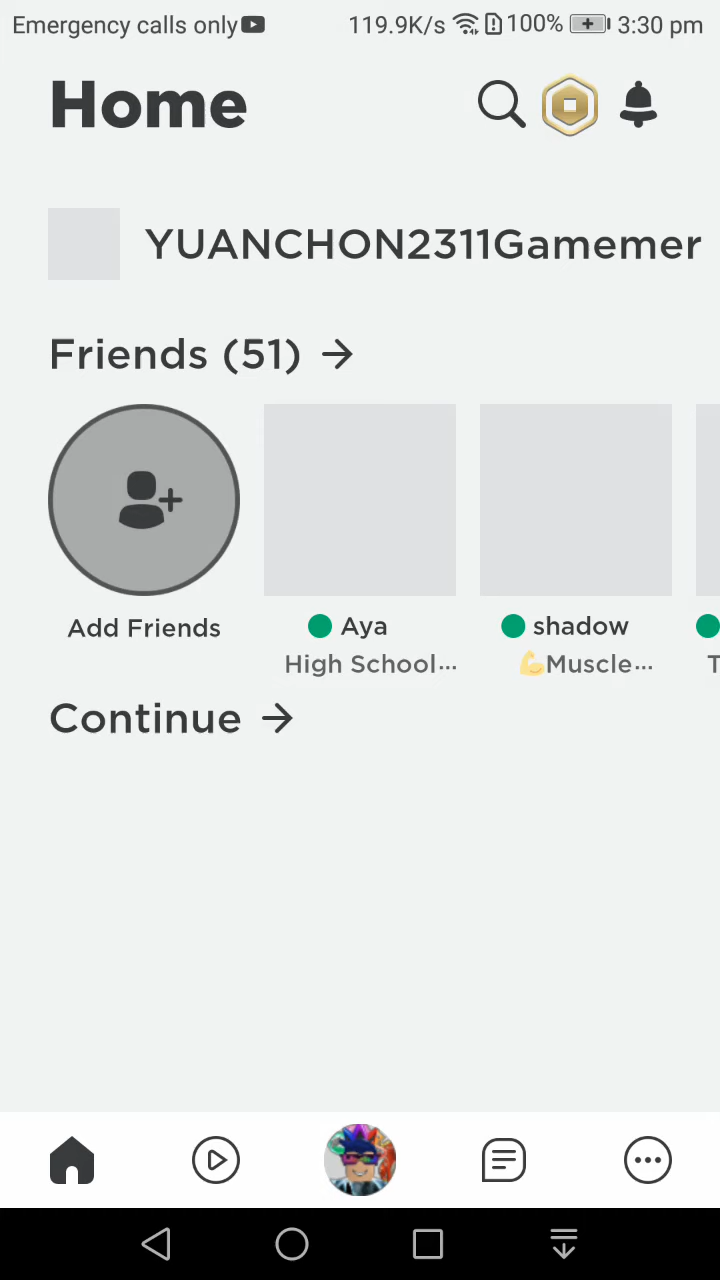 Emergency calls only 119.9K/s 100% 3:30 pm
Home
YUANCHON2311Gamemer
Friends (51)
Add Friends
Aya
High School...
shadow
💪Muscle...
T
Continue